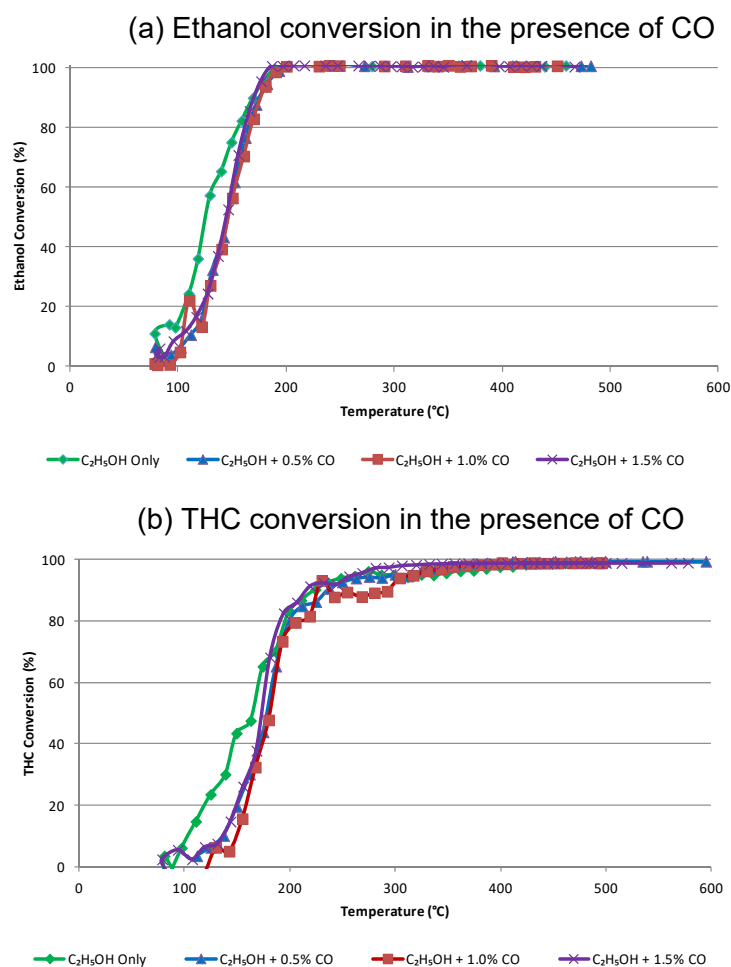 (a) Ethanol conversion in the presence of CO
100
80
60
40
20
0
Ethanol Conversion (%)
0 100 200 300 400 500 600
Temperature (°C)
C₂H₅OH Only C₂H₅OH + 0.5% CO C₂H₅OH + 1.0% CO C₂H₅OH + 1.5% CO
(b) THC conversion in the presence of CO
100
80
60
40
20
0
THC Conversion (%)
0 100 200 300 400 500 600
Temperature (°C)
C₂H₅OH Only C₂H₅OH + 0.5% CO C₂H₅OH + 1.0% CO C₂H₅OH + 1.5% CO